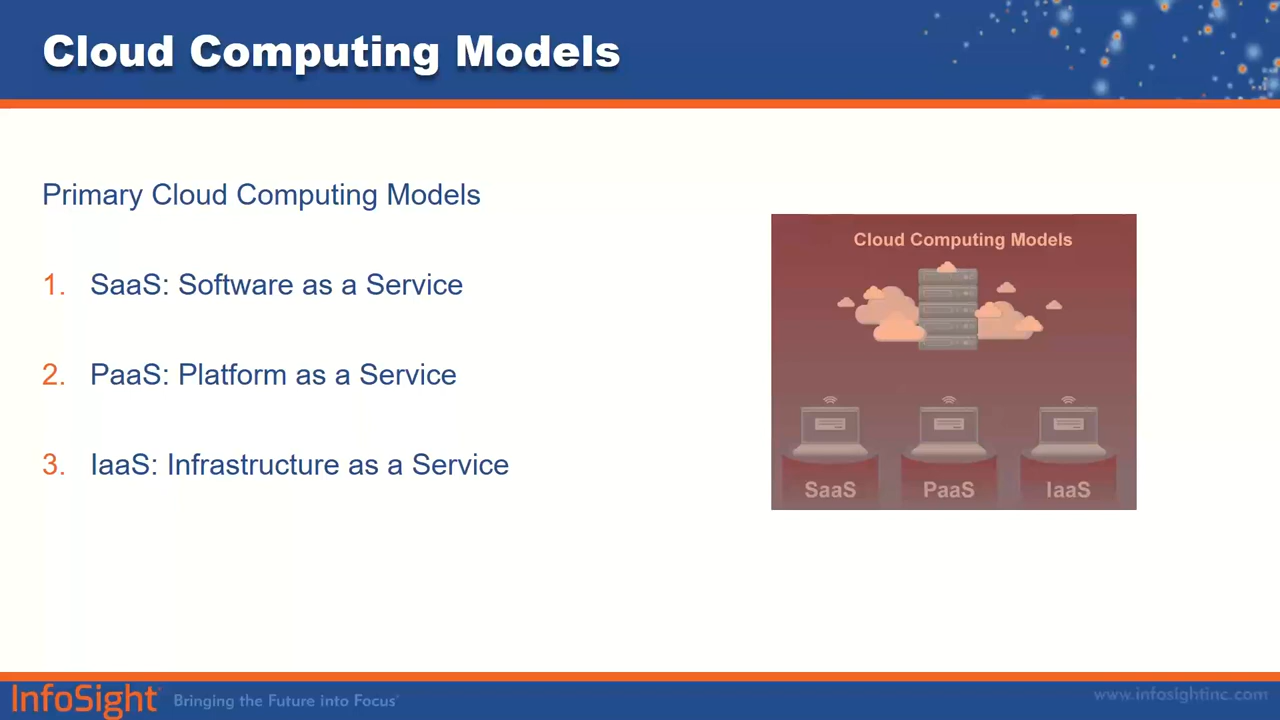 Cloud Computing Models
Primary Cloud Computing Models
1. SaaS: Software as a Service
2. PaaS: Platform as a Service
3. IaaS: Infrastructure as a Service
Cloud Computing Models
SaaS
PaaS
IaaS
InfoSight® Bringing the Future into Focus®
www.infosightinc.com